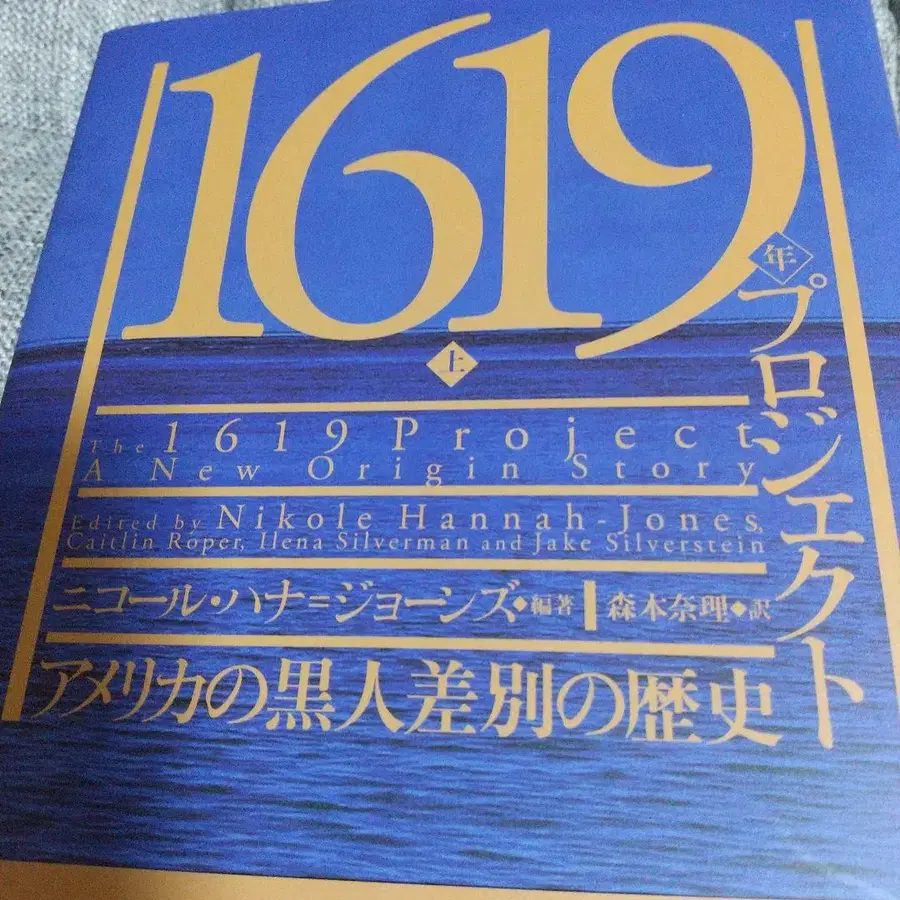 1619
年
プロジェクト
上
The 1619 Project
A New Origin Story
Edited by Nikole Hannah-Jones,
Caitlin Roper, Ilena Silverman and Jake Silverstein
ニコール・ハナ=ジョーンズ◆編著 森本奈理◆訳
アメリカの黒人差別の歴史